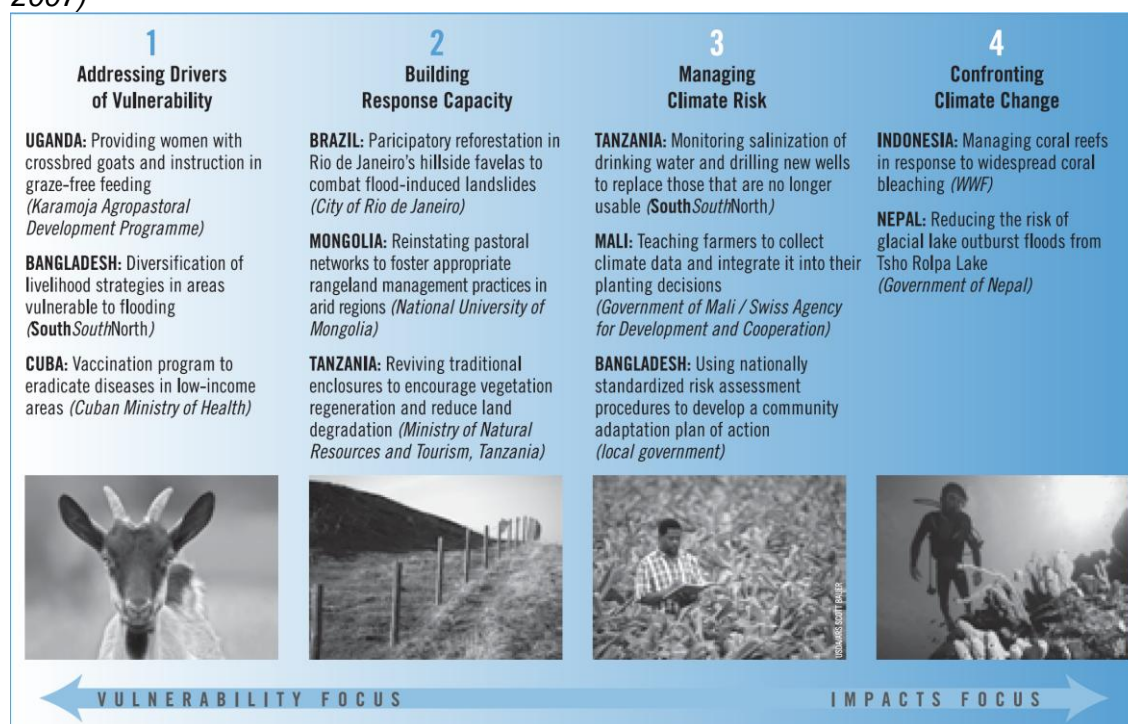 2007)
1
Addressing Drivers
of Vulnerability
UGANDA: Providing women with
crossbred goats and instruction in
graze-free feeding
(Karamoja Agropastoral
Development Programme)
BANGLADESH: Diversification of
livelihood strategies in areas
vulnerable to flooding
(SouthSouthNorth)
CUBA: Vaccination program to
eradicate diseases in low-income
areas (Cuban Ministry of Health)
2
Building
Response Capacity
BRAZIL: Paricipatory reforestation in
Rio de Janeiro's hillside favelas to
combat flood-induced landslides
(City of Rio de Janeiro)
MONGOLIA: Reinstating pastoral
networks to foster appropriate
rangeland management practices in
arid regions (National University of
Mongolia)
TANZANIA: Reviving traditional
enclosures to encourage vegetation
regeneration and reduce land
degradation (Ministry of Natural
Resources and Tourism, Tanzania)
3
Managing
Climate Risk
TANZANIA: Monitoring salinization of
drinking water and drilling new wells
to replace those that are no longer
usable (SouthSouthNorth)
MALI: Teaching farmers to collect
climate data and integrate it into their
planting decisions
(Government of Mali / Swiss Agency
for Development and Cooperation)
BANGLADESH: Using nationally
standardized risk assessment
procedures to develop a community
adaptation plan of action
(local government)
4
Confronting
Climate Change
INDONESIA: Managing coral reefs
in response to widespread coral
bleaching (WWF)
NEPAL: Reducing the risk of
glacial lake outburst floods from
Tsho Rolpa Lake
(Government of Nepal)
USDA/ARS SCOTT BAUER
VULNERABILITY FOCUS
IMPACTS FOCUS